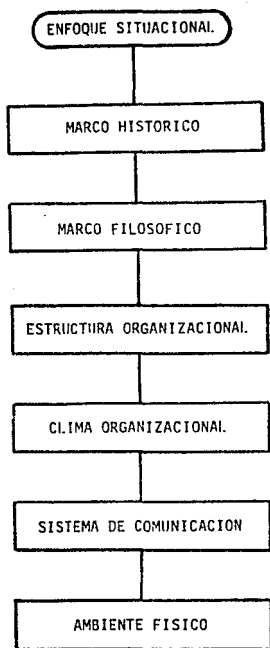 ENFOQUE SITUACIONAL
MARCO HISTORICO
MARCO FILOSOFICO
ESTRUCTURA ORGANIZACIONAL
CLIMA ORGANIZACIONAL
SISTEMA DE COMUNICACION
AMBIENTE FISICO